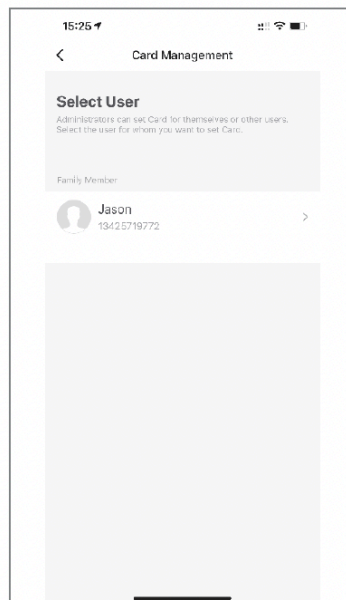 15:25
Card Management
Select User
Administrators can set Card for themselves or other users.
Select the user for whom you want to set Card.
Family Member
Jason
13425719772